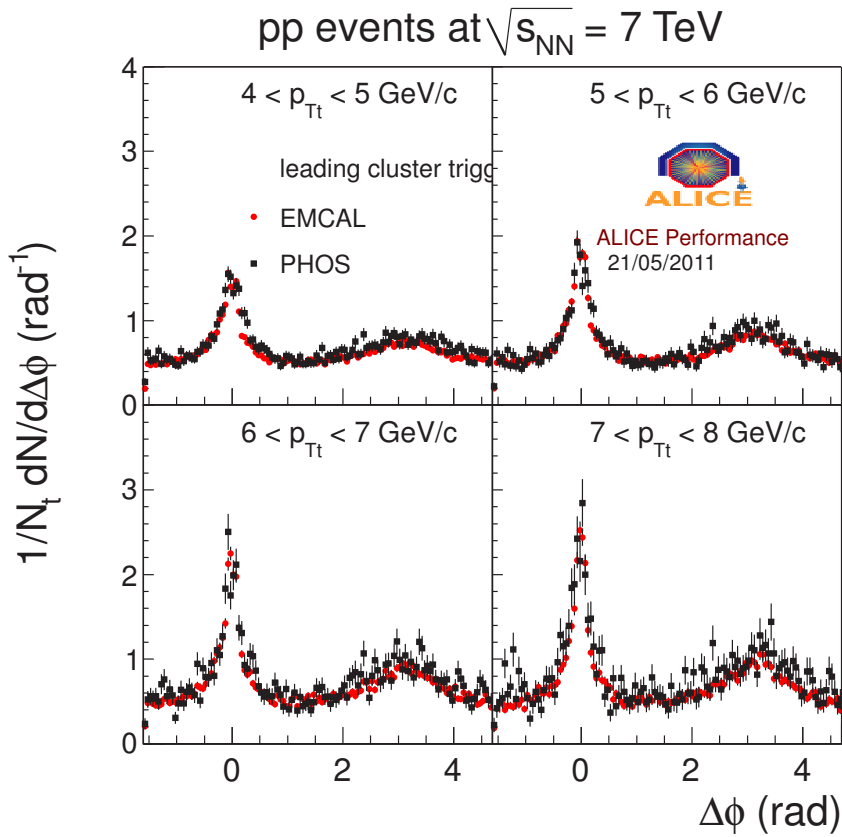 pp events at √s_NN = 7 TeV
4
4 < p_Tt < 5 GeV/c
5 < p_Tt < 6 GeV/c
3
leading cluster trigg
EMCAL
PHOS
ALICE
ALICE Performance
21/05/2011
2
1
0
6 < p_Tt < 7 GeV/c
7 < p_Tt < 8 GeV/c
3
2
1
0
0 2 4
0 2 4
1/N_t dN/dΔϕ (rad⁻¹)
Δϕ (rad)